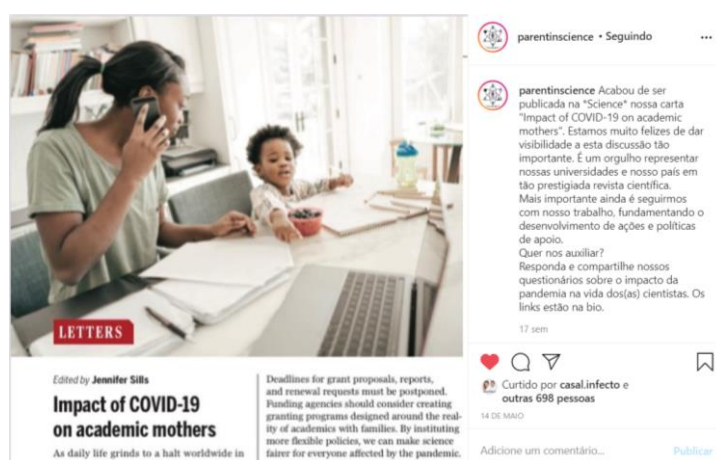 LETTERS
Edited by Jennifer Sills
Impact of COVID-19
on academic mothers
As daily life grinds to a halt worldwide in
Deadlines for grant proposals, reports,
and renewal requests must be postponed.
Funding agencies should consider creating
granting programs designed around the real-
ity of academics with families. By instituting
more flexible policies, we can make science
fairer for everyone affected by the pandemic.
parentinscience • Seguindo
parentinscience Acabou de ser
publicada na *Science* nossa carta
"Impact of COVID-19 on academic
mothers". Estamos muito felizes de dar
visibilidade a esta discussão tão
importante. É um orgulho representar
nossas universidades e nosso país em
tão prestigiada revista científica.
Mais importante ainda é seguirmos
com nosso trabalho, fundamentando o
desenvolvimento de ações e políticas
de apoio.
Quer nos auxiliar?
Responda e compartilhe nossos
questionários sobre o impacto da
pandemia na vida dos(as) cientistas. Os
links estão na bio.
17 sem
Curtido por casal.infecto e
outras 698 pessoas
14 DE MAIO
Adicione um comentário...
Publicar